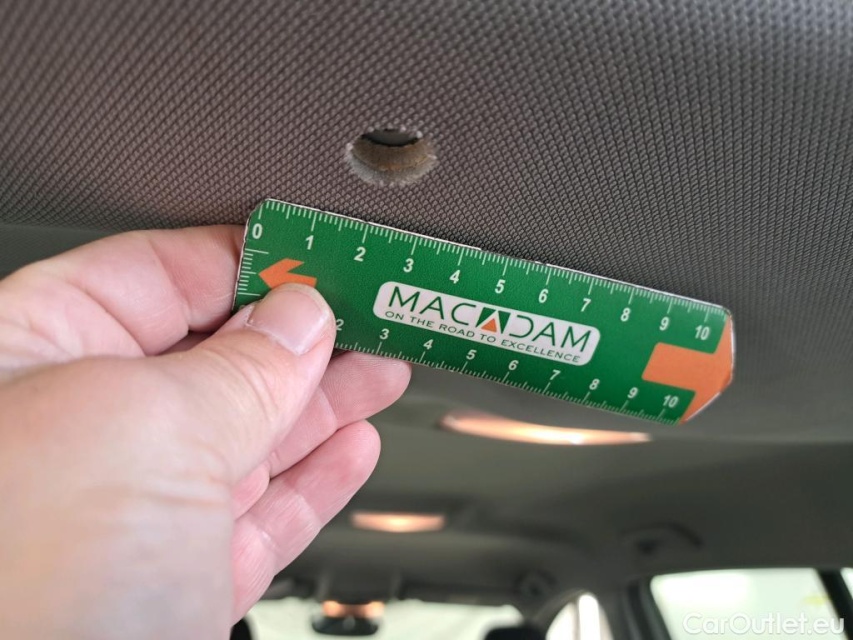 0 1 2 3 4 5 6 7 8 9 10
MACADAM
ON THE ROAD TO EXCELLENCE
2 3 4 5 6 7 8 9 10
CarOutlet.eu